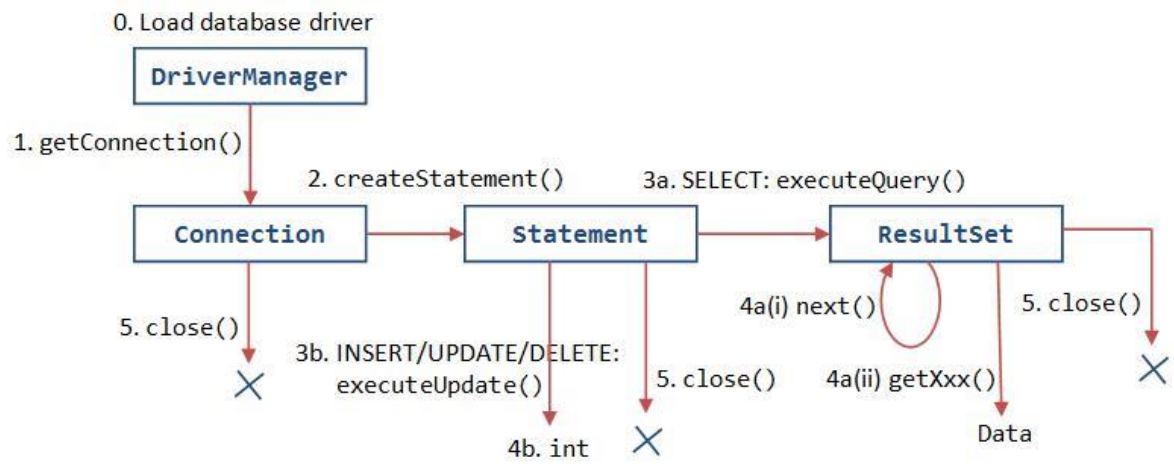 0. Load database driver
DriverManager
1. getConnection()
2. createStatement()
3a. SELECT: executeQuery()
Connection
Statement
ResultSet
4a(i) next()
5. close()
5. close()
3b. INSERT/UPDATE/DELETE:
executeUpdate()
5. close()
4a(ii) getXxx()
4b. int
Data